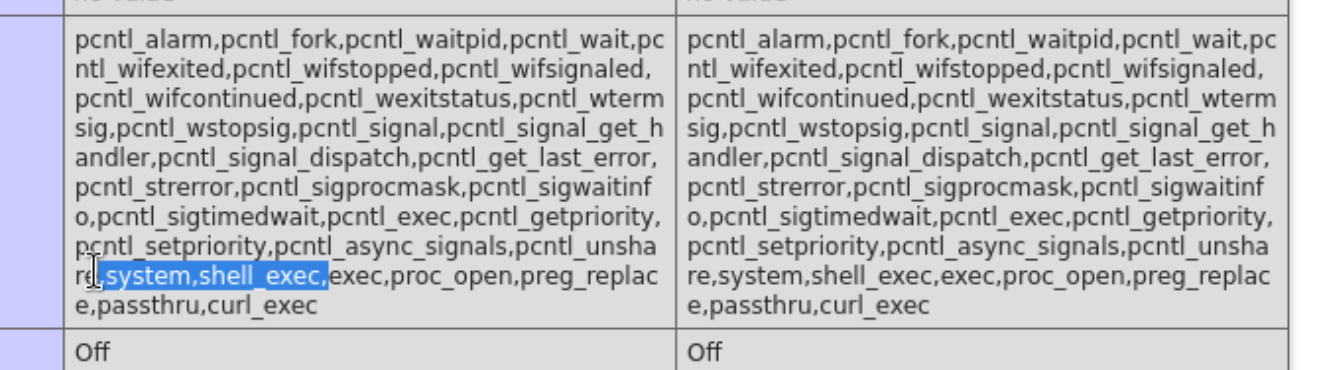 pcntl_alarm,pcntl_fork,pcntl_waitpid,pcntl_wait,pc
ntl_wifexited,pcntl_wifstopped,pcntl_wifsignaled,
pcntl_wifcontinued,pcntl_wexitstatus,pcntl_wterm
sig,pcntl_wstopsig,pcntl_signal,pcntl_signal_get_h
andler,pcntl_signal_dispatch,pcntl_get_last_error,
pcntl_strerror,pcntl_sigprocmask,pcntl_sigwaitinf
o,pcntl_sigtimedwait,pcntl_exec,pcntl_getpriority,
pcntl_setpriority,pcntl_async_signals,pcntl_unsha
re,system,shell_exec,exec,proc_open,preg_replac
e,passthru,curl_exec
pcntl_alarm,pcntl_fork,pcntl_waitpid,pcntl_wait,pc
ntl_wifexited,pcntl_wifstopped,pcntl_wifsignaled,
pcntl_wifcontinued,pcntl_wexitstatus,pcntl_wterm
sig,pcntl_wstopsig,pcntl_signal,pcntl_signal_get_h
andler,pcntl_signal_dispatch,pcntl_get_last_error,
pcntl_strerror,pcntl_sigprocmask,pcntl_sigwaitinf
o,pcntl_sigtimedwait,pcntl_exec,pcntl_getpriority,
pcntl_setpriority,pcntl_async_signals,pcntl_unsha
re,system,shell_exec,exec,proc_open,preg_replac
e,passthru,curl_exec
Off
Off